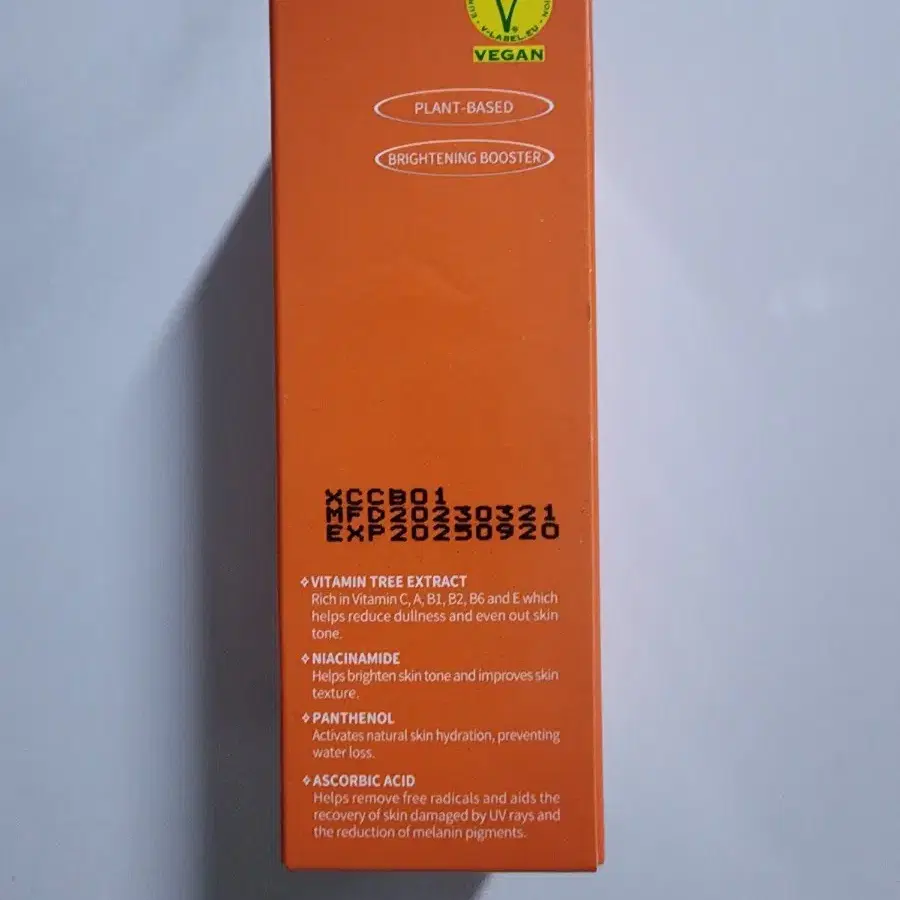 V-LABEL.EU
VEGAN
PLANT-BASED
BRIGHTENING BOOSTER
XCCB01
MFD20230321
EXP20250920
VITAMIN TREE EXTRACT
Rich in Vitamin C, A, B1, B2, B6 and E which
helps reduce dullness and even out skin
tone.
NIACINAMIDE
Helps brighten skin tone and improves skin
texture.
PANTHENOL
Activates natural skin hydration, preventing
water loss.
ASCORBIC ACID
Helps remove free radicals and aids the
recovery of skin damaged by UV rays and
the reduction of melanin pigments.